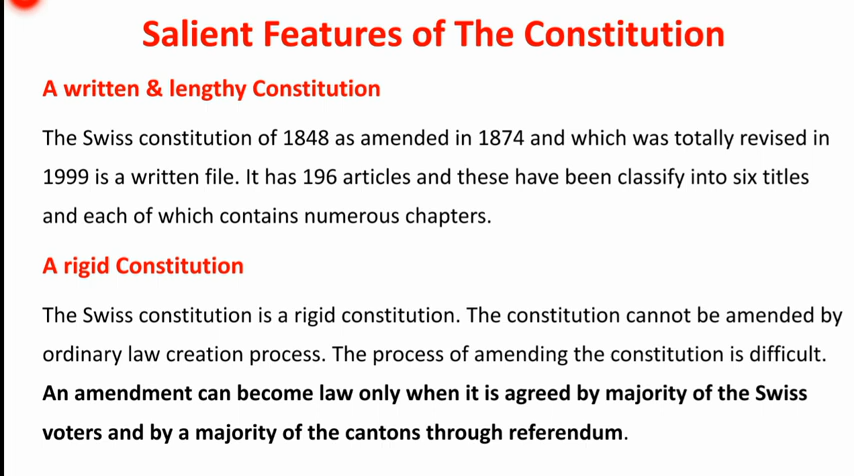 Salient Features of The Constitution
A written & lengthy Constitution
The Swiss constitution of 1848 as amended in 1874 and which was totally revised in
1999 is a written file. It has 196 articles and these have been classify into six titles
and each of which contains numerous chapters.
A rigid Constitution
The Swiss constitution is a rigid constitution. The constitution cannot be amended by
ordinary law creation process. The process of amending the constitution is difficult.
An amendment can become law only when it is agreed by majority of the Swiss
voters and by a majority of the cantons through referendum.